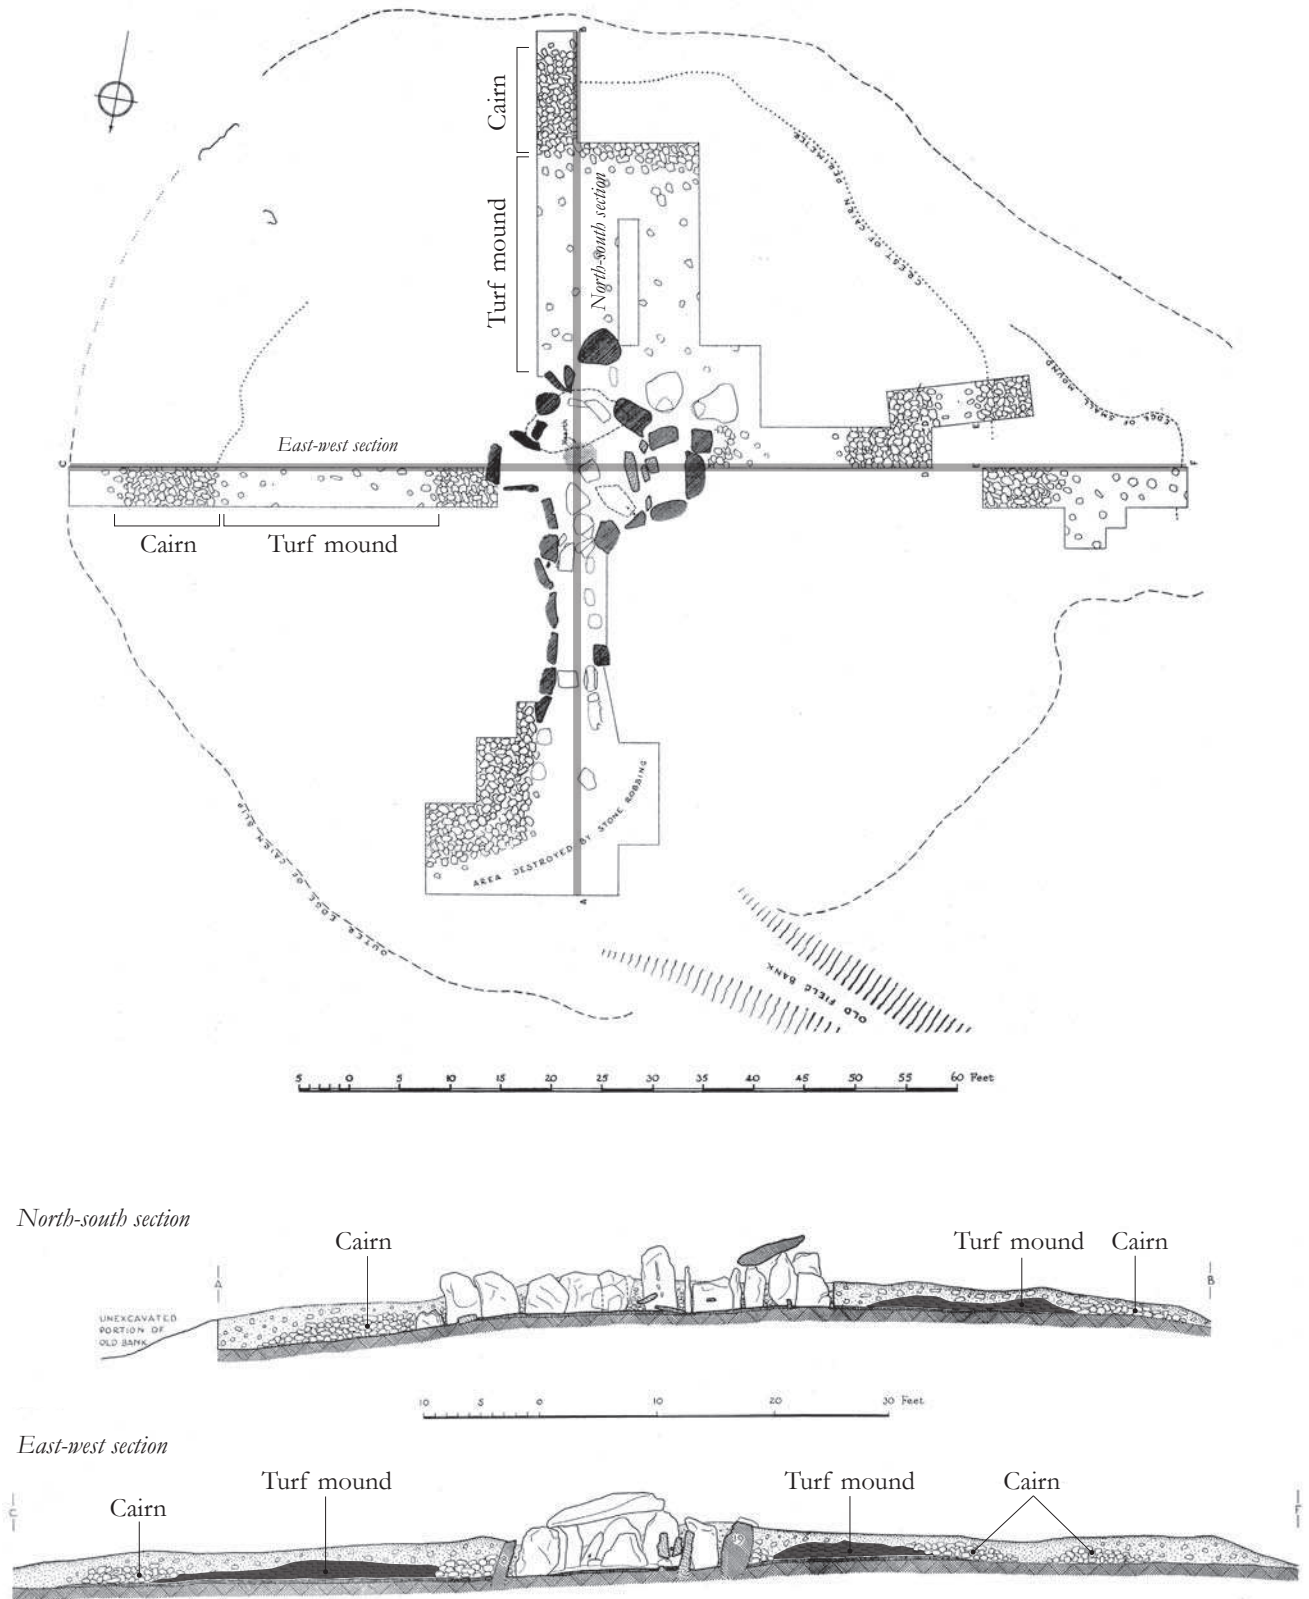 B
Cairn
CREST OF CAIRN PERIMETER
Turf mound
North-south section
Hearth
EDGE OF SMALL MOUND
East-west section
C
E
E
F
D
D
Cairn
Turf mound
AREA DESTROYED BY STONE ROBBING
A
OUTER EDGE OF CAIRN SLIP
OLD FIELD BANK
5 0 5 10 15 20 25 30 35 40 45 50 55 60 Feet
North-south section
Cairn
Turf mound
Cairn
A
B
UNEXCAVATED
PORTION OF
OLD BANK
10 5 0 10 20 30 Feet
East-west section
Turf mound
Turf mound
Cairn
Cairn
C
F
19